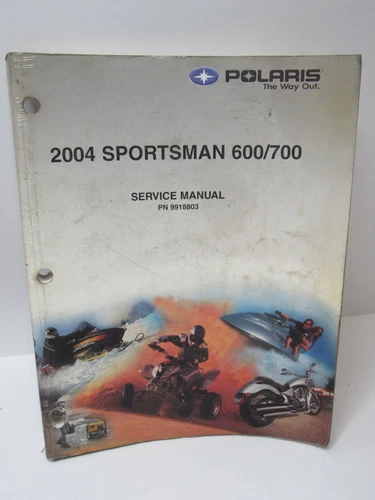 POLARIS
The Way Out.
2004 SPORTSMAN 600/700
SERVICE MANUAL
PN 9918803